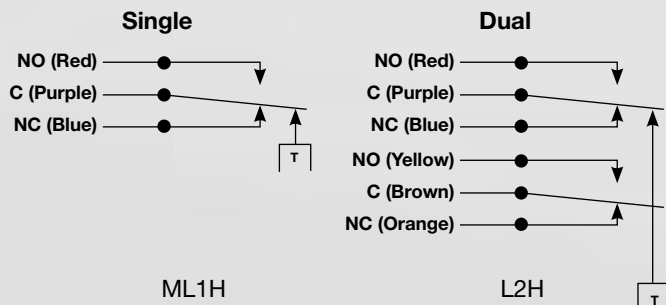 Single
NO (Red)
C (Purple)
NC (Blue)
T
ML1H
Dual
NO (Red)
C (Purple)
NC (Blue)
NO (Yellow)
C (Brown)
NC (Orange)
L2H
T